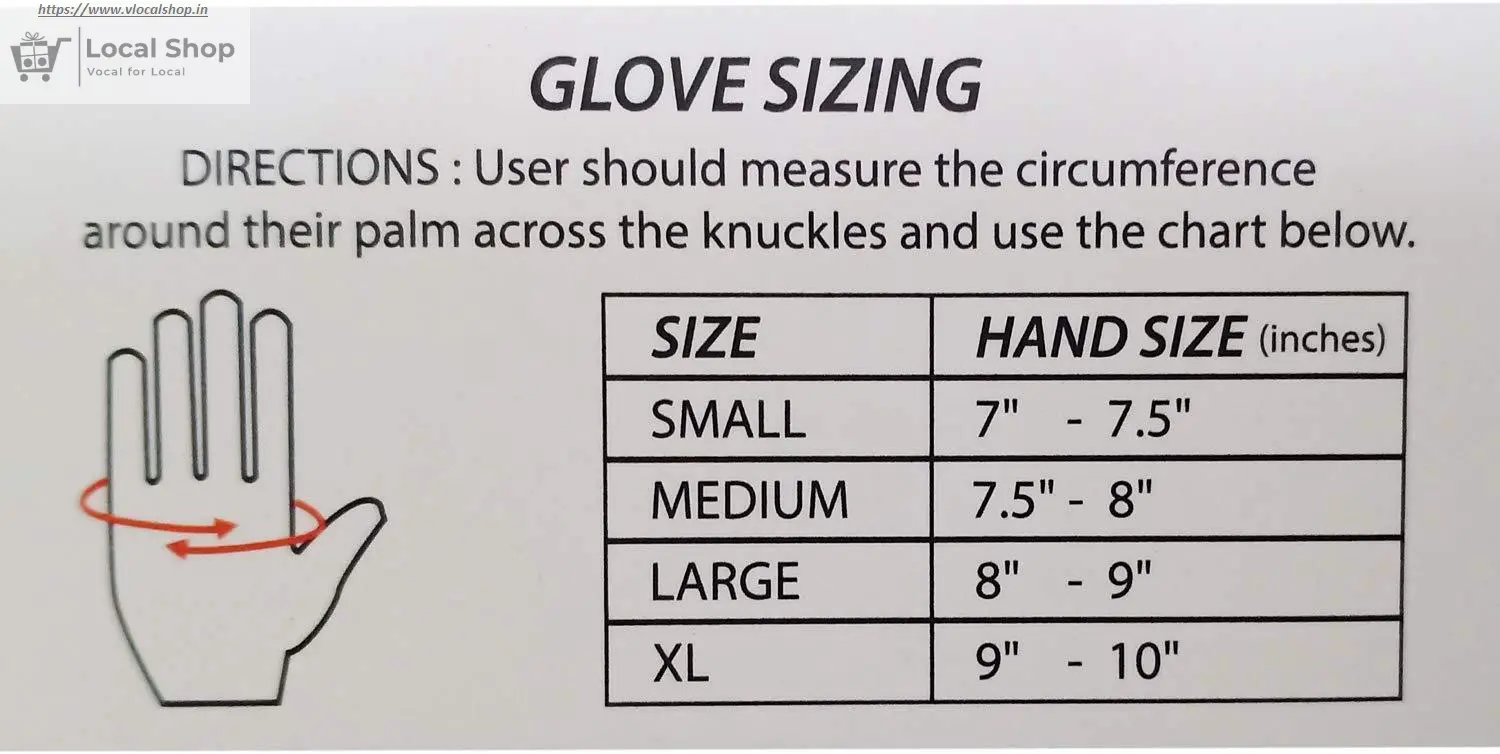 https://www.vlocalshop.in
Local Shop
Vocal for Local
GLOVE SIZING
DIRECTIONS : User should measure the circumference
around their palm across the knuckles and use the chart below.
SIZE HAND SIZE (inches)
SMALL 7" - 7.5"
MEDIUM 7.5" - 8"
LARGE 8" - 9"
XL 9" - 10"